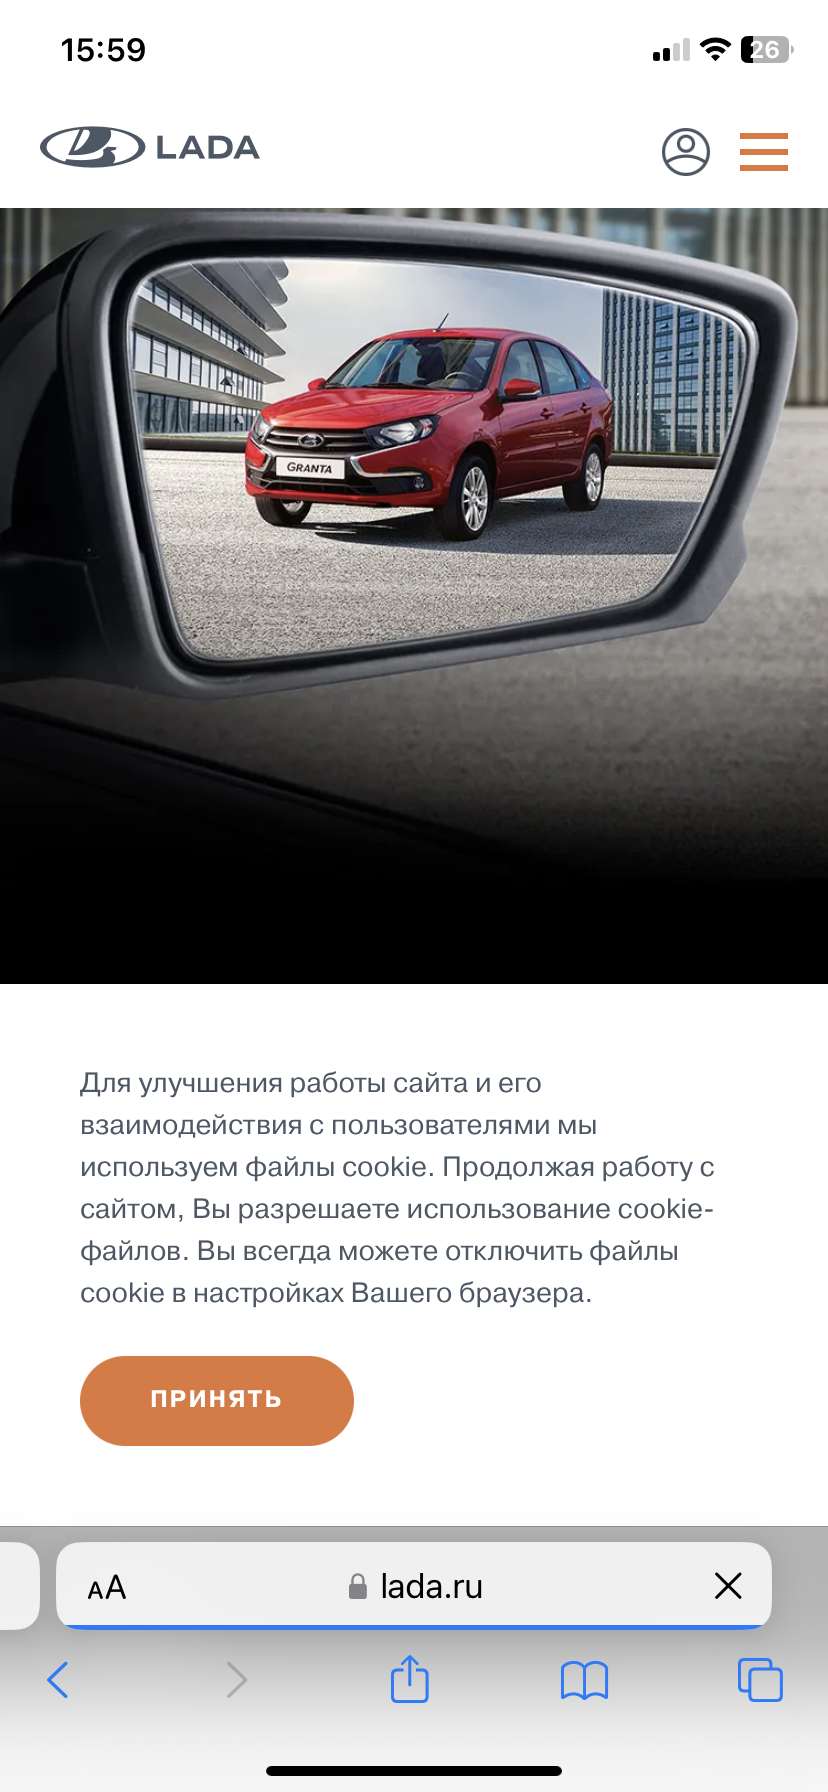 15:59
26
LADA
GRANTA
Для улучшения работы сайта и его
взаимодействия с пользователями мы
используем файлы cookie. Продолжая работу с
сайтом, Вы разрешаете использование cookie-
файлов. Вы всегда можете отключить файлы
cookie в настройках Вашего браузера.
ПРИНЯТЬ
AA
lada.ru